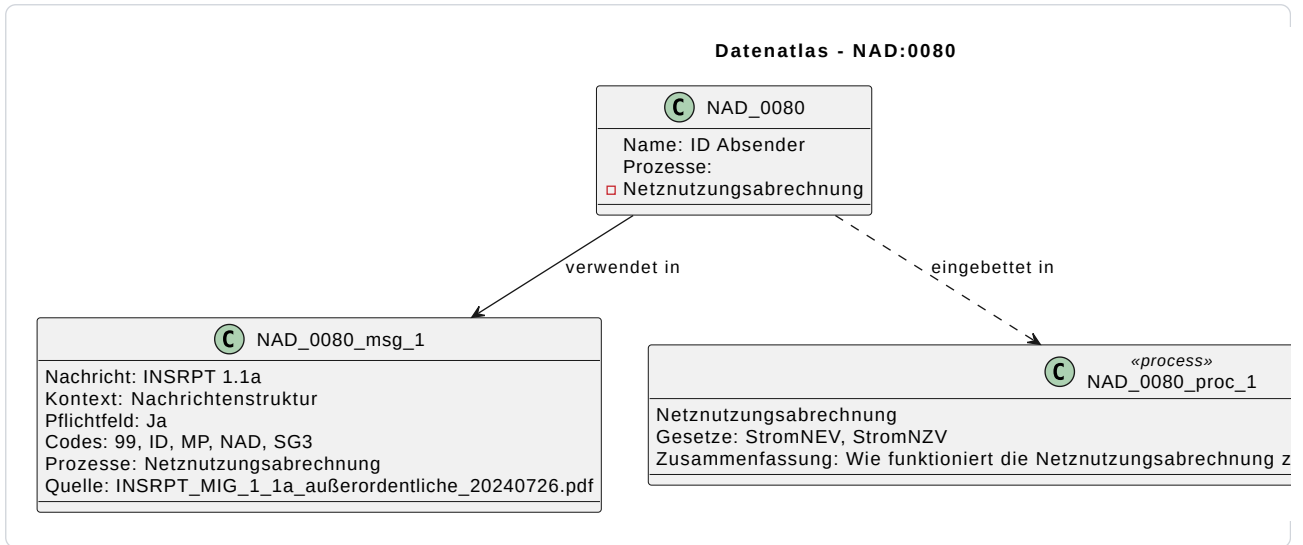 Datenatlas - NAD:0080
C NAD_0080
Name: ID Absender
Prozesse:
Netznutzungsabrechnung
verwendet in
eingebettet in
C NAD_0080_msg_1
Nachricht: INSRPT 1.1a
Kontext: Nachrichtenstruktur
Pflichtfeld: Ja
Codes: 99, ID, MP, NAD, SG3
Prozesse: Netznutzungsabrechnung
Quelle: INSRPT_MIG_1_1a_außerordentliche_20240726.pdf
«process»
C NAD_0080_proc_1
Netznutzungsabrechnung
Gesetze: StromNEV, StromNZV
Zusammenfassung: Wie funktioniert die Netznutzungsabrechnung z